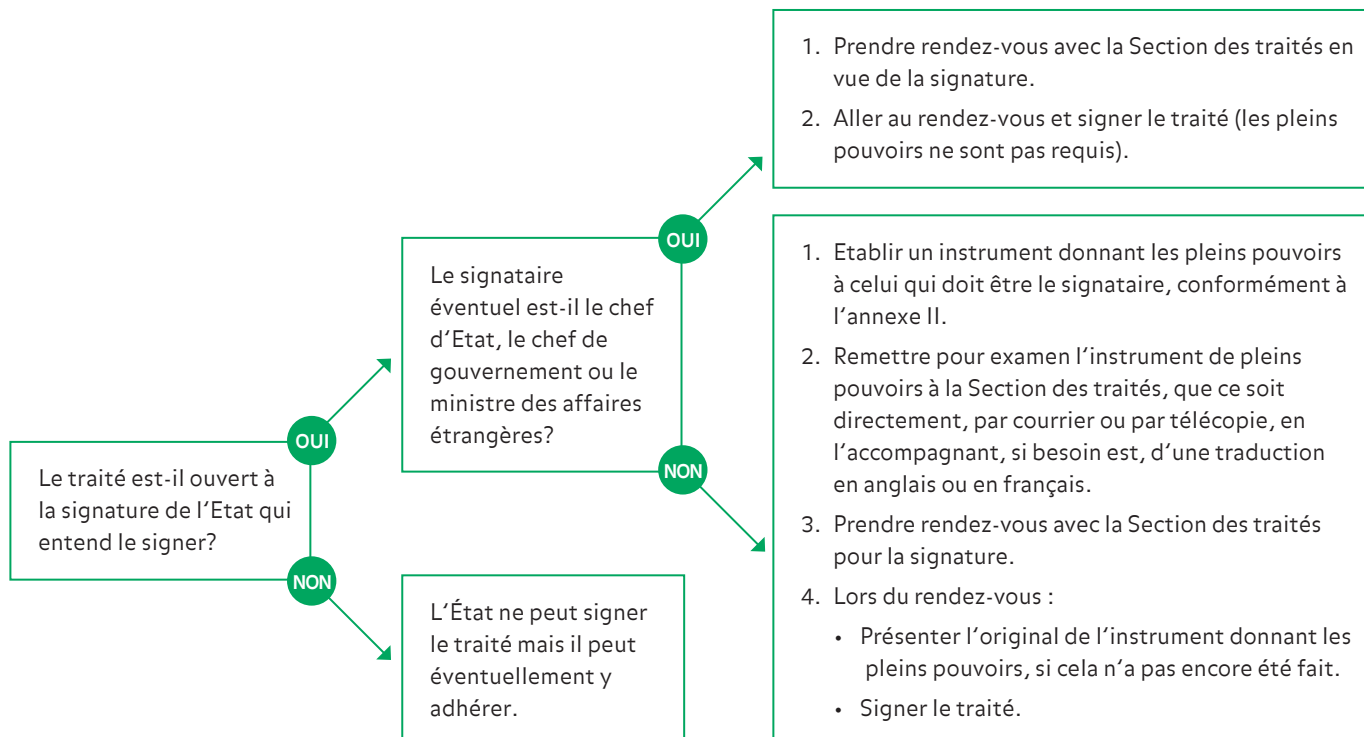 Le traité est-il ouvert à
la signature de l'Etat qui
entend le signer?
OUI
NON
Le signataire
éventuel est-il le chef
d'Etat, le chef de
gouvernement ou le
ministre des affaires
étrangères?
OUI
NON
L'État ne peut signer
le traité mais il peut
éventuellement y
adhérer.
1. Prendre rendez-vous avec la Section des traités en
vue de la signature.
2. Aller au rendez-vous et signer le traité (les pleins
pouvoirs ne sont pas requis).
1. Etablir un instrument donnant les pleins pouvoirs
à celui qui doit être le signataire, conformément à
l'annexe II.
2. Remettre pour examen l'instrument de pleins
pouvoirs à la Section des traités, que ce soit
directement, par courrier ou par télécopie, en
l'accompagnant, si besoin est, d'une traduction
en anglais ou en français.
3. Prendre rendez-vous avec la Section des traités
pour la signature.
4. Lors du rendez-vous :
• Présenter l'original de l'instrument donnant les
pleins pouvoirs, si cela n'a pas encore été fait.
• Signer le traité.